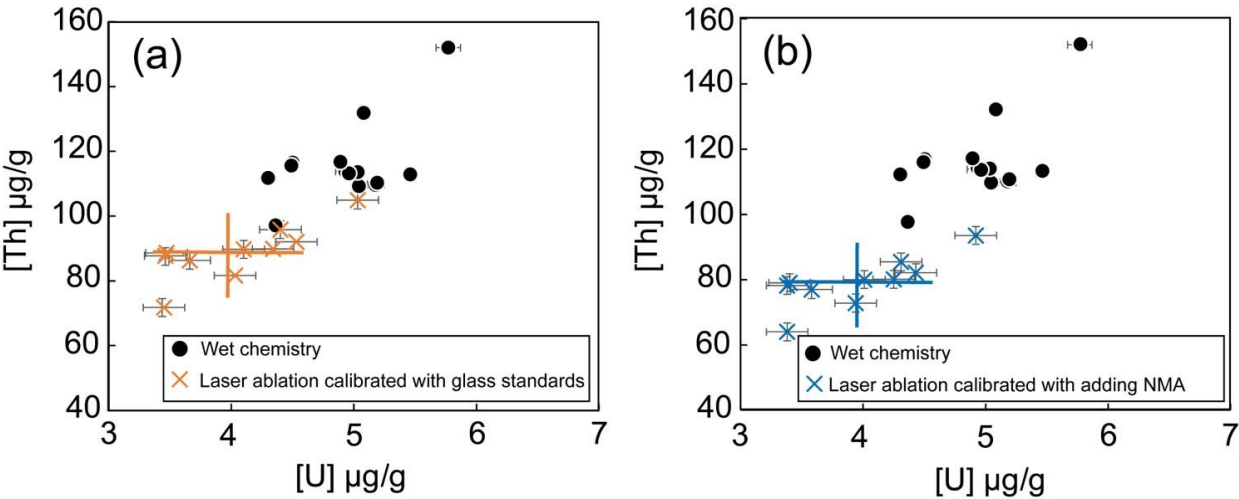 (a)
160
140
120
100
80
60
40
[Th] µg/g
Wet chemistry
Laser ablation calibrated with glass standards
3
4
5
6
7
[U] µg/g
(b)
160
140
120
100
80
60
40
[Th] µg/g
Wet chemistry
Laser ablation calibrated with adding NMA
3
4
5
6
7
[U] µg/g